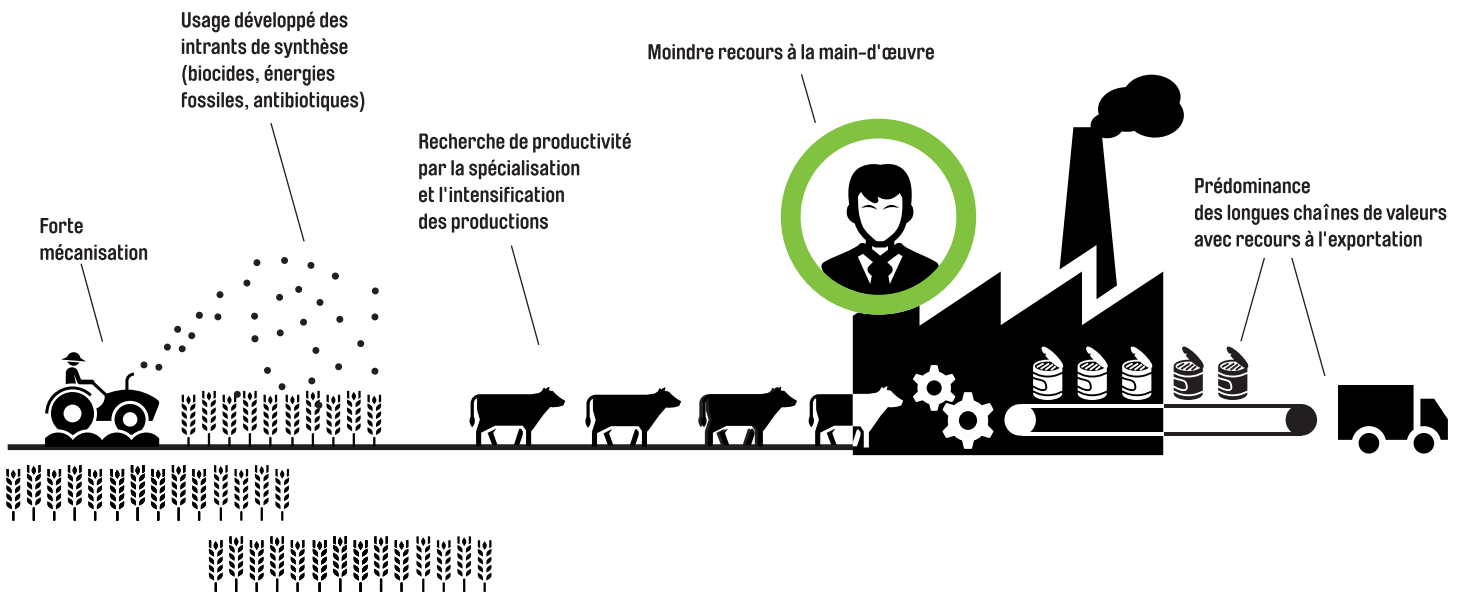 Usage développé des
intrants de synthèse
(biocides, énergies
fossiles, antibiotiques)
Moindre recours à la main-d'œuvre
Recherche de productivité
par la spécialisation
et l'intensification
des productions
Prédominance
des longues chaînes de valeurs
avec recours à l'exportation
Forte
mécanisation